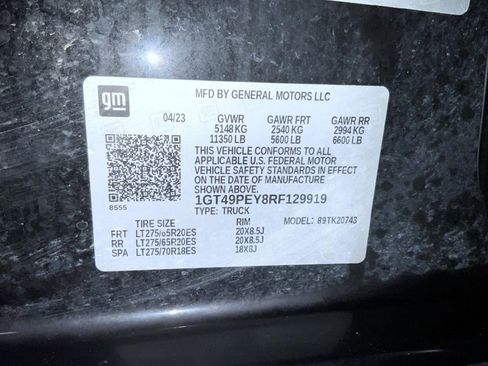 gm
MFD BY GENERAL MOTORS LLC
04/23 GVWR GAWR FRT GAWR RR
5148 KG 2540 KG 2994 KG
11350 LB 5600 LB 6600 LB
THIS VEHICLE CONFORMS TO ALL
APPLICABLE U.S. FEDERAL MOTOR
VEHICLE SAFETY STANDARDS IN EFFECT
ON THE DATE OF MANUFACTURE
SHOWN ABOVE.
8555 1GT49PEY8RF129919
TYPE: TRUCK MODEL: 89TK20743
TIRE SIZE RIM
FRT LT275/65R20ES 20X8.5J
RR LT275/65R20ES 20X8.5J
SPA LT275/70R18ES 18X8J